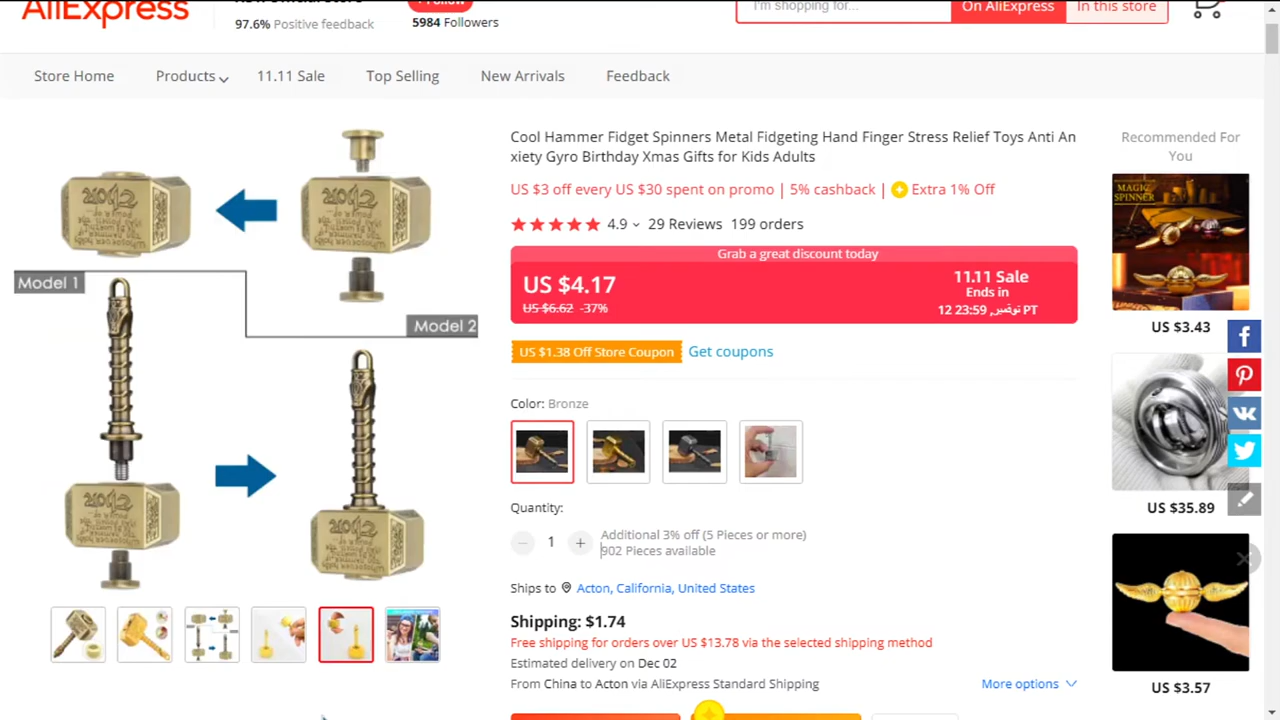 AliExpress
97.6% Positive feedback
5984 Followers
I'm shopping for...
On AliExpress
In this store
Store Home
Products
11.11 Sale
Top Selling
New Arrivals
Feedback
Model 1
Model 2
Cool Hammer Fidget Spinners Metal Fidgeting Hand Finger Stress Relief Toys Anti An
xiety Gyro Birthday Xmas Gifts for Kids Adults
US $3 off every US $30 spent on promo | 5% cashback | Extra 1% Off
4.9 29 Reviews 199 orders
Grab a great discount today
US $4.17
US $6.62 -37%
11.11 Sale
Ends in
12 23:59 ,نوفمبر PT
US $1.38 Off Store Coupon
Get coupons
Color: Bronze
Quantity:
1
Additional 3% off (5 Pieces or more)
902 Pieces available
Ships to Acton, California, United States
Shipping: $1.74
Free shipping for orders over US $13.78 via the selected shipping method
Estimated delivery on Dec 02
From China to Acton via AliExpress Standard Shipping
More options
Recommended For
You
MAGIC
SPINNER
US $3.43
US $35.89
US $3.57